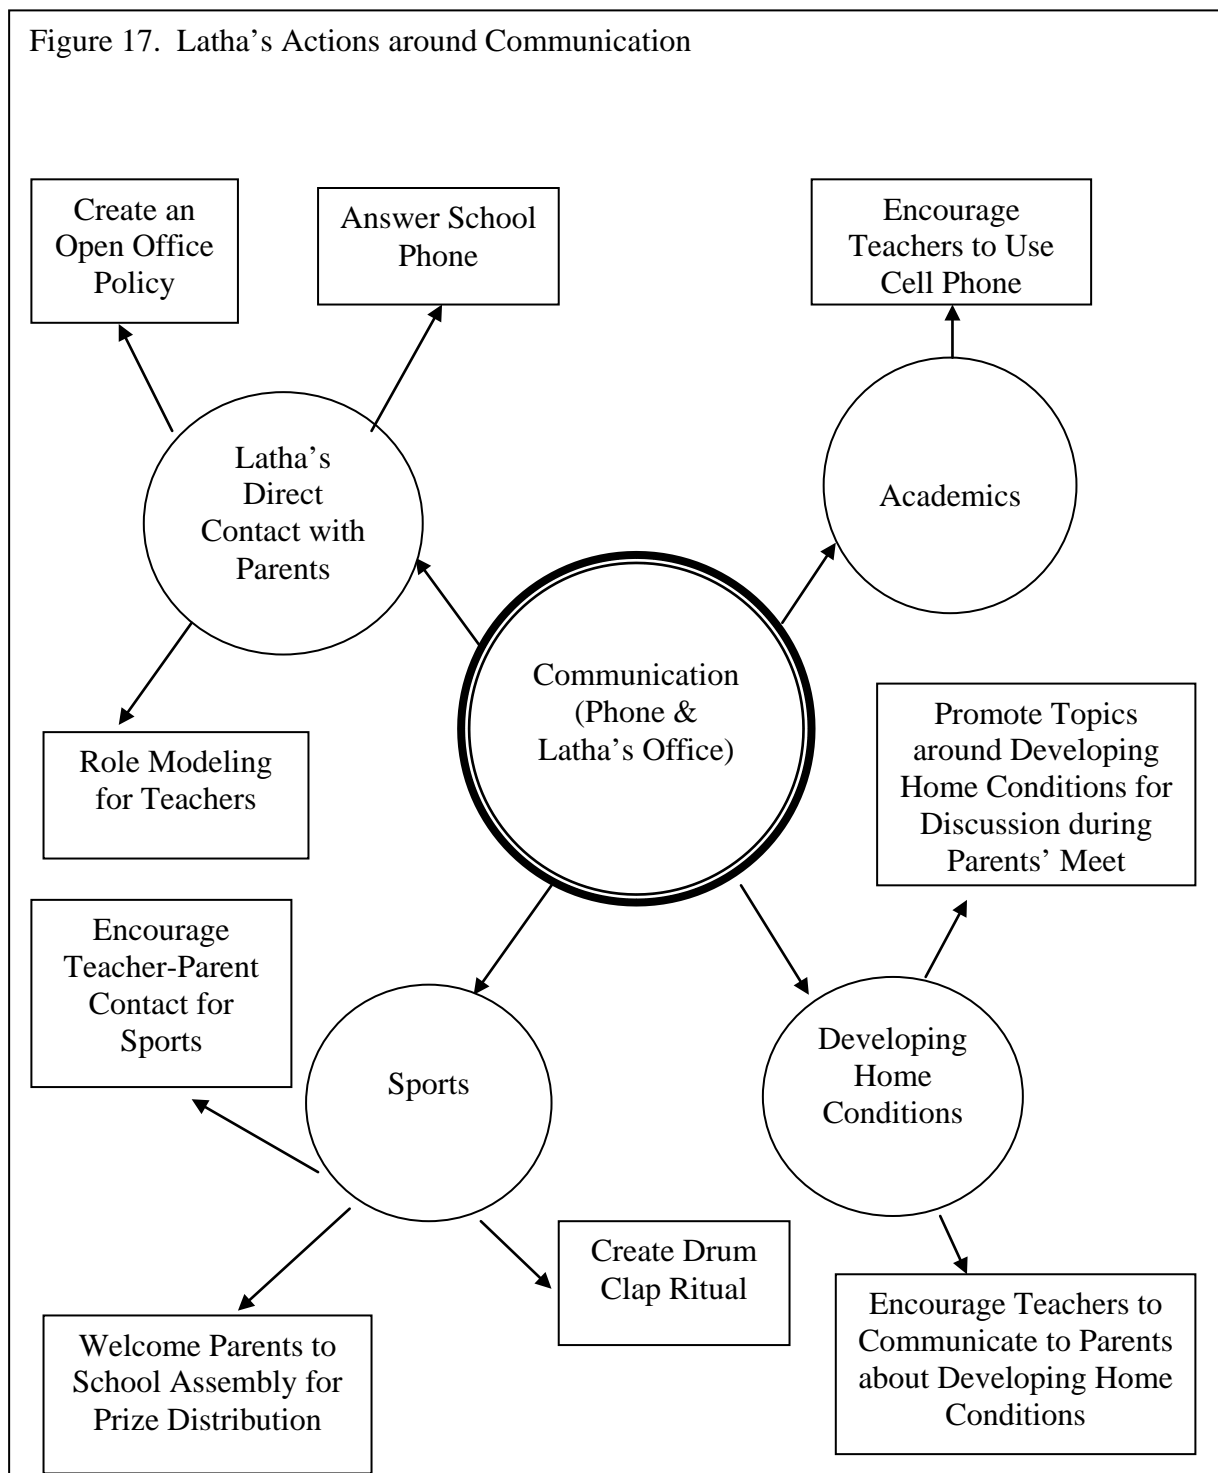 Figure 17.  Latha’s Actions around Communication
Create an
Open Office
Policy
Answer School
Phone
Encourage
Teachers to Use
Cell Phone
Latha’s
Direct
Contact with
Parents
Academics
Communication
(Phone &
Latha’s Office)
Promote Topics
around Developing
Home Conditions for
Discussion during
Parents’ Meet
Role Modeling
for Teachers
Encourage
Teacher-Parent
Contact for
Sports
Sports
Developing
Home
Conditions
Create Drum
Clap Ritual
Welcome Parents to
School Assembly for
Prize Distribution
Encourage Teachers to
Communicate to Parents
about Developing Home
Conditions